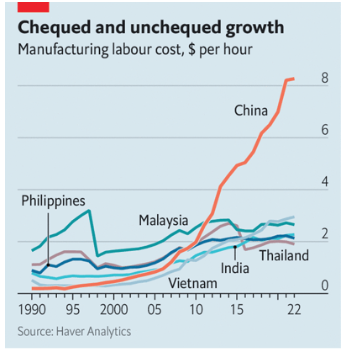 Chequed and unchequed growth
Manufacturing labour cost, $ per hour
8
China
6
4
Philippines
Malaysia
2
India
Thailand
Vietnam
0
1990 95 2000 05 10 15 22
Source: Haver Analytics